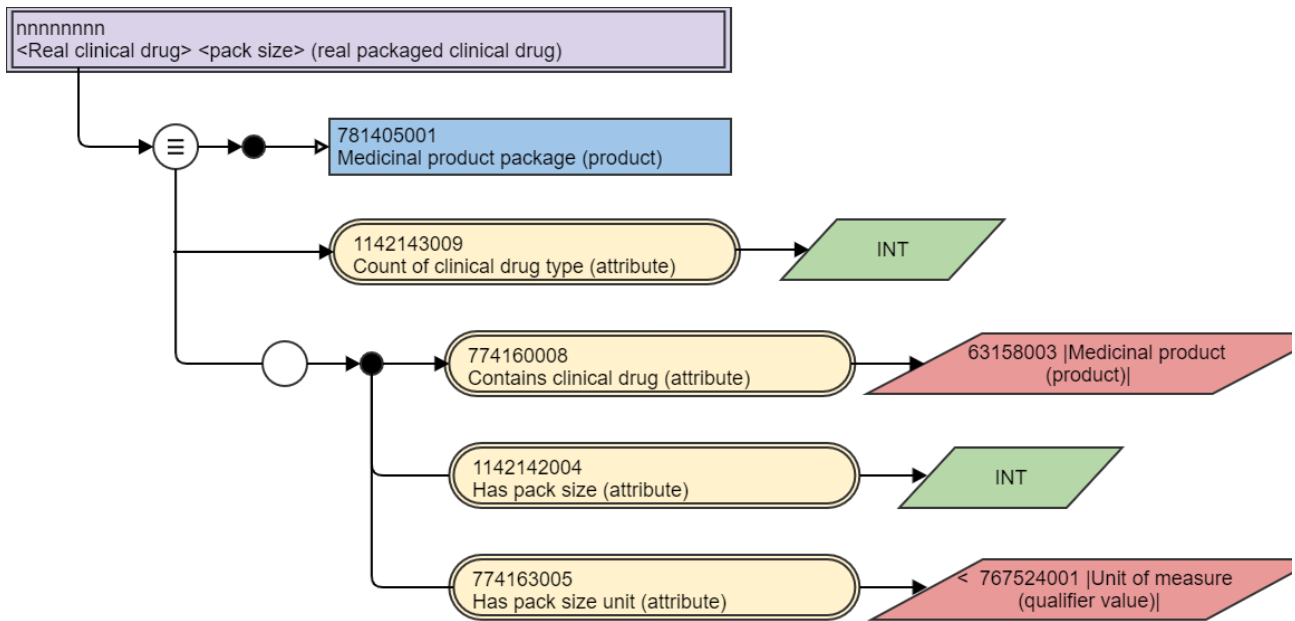 nnnnnnnn
<Real clinical drug> <pack size> (real packaged clinical drug)
781405001
Medicinal product package (product)
1142143009
Count of clinical drug type (attribute)
INT
774160008
Contains clinical drug (attribute)
63158003 |Medicinal product
(product)|
1142142004
Has pack size (attribute)
INT
774163005
Has pack size unit (attribute)
< 767524001 |Unit of measure
(qualifier value)|